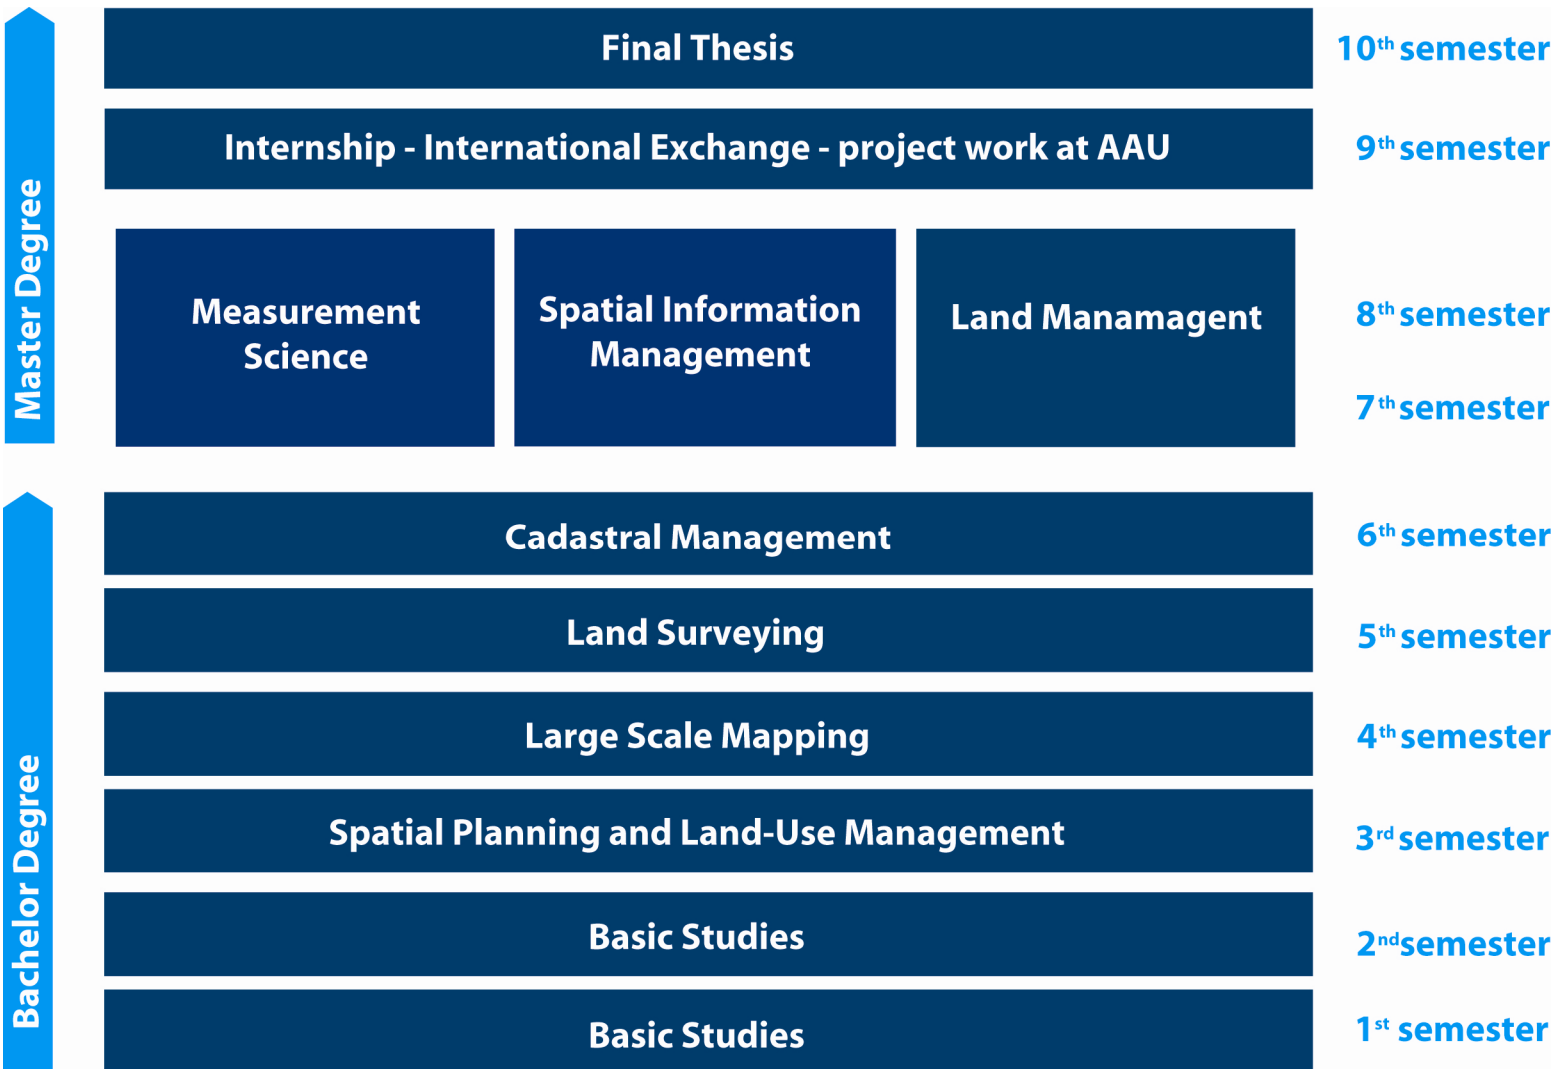 Master Degree
Final Thesis
10th semester
Internship - International Exchange - project work at AAU
9th semester
Measurement
Science
Spatial Information
Management
Land Manamagent
8th semester
7th semester
Bachelor Degree
Cadastral Management
6th semester
Land Surveying
5th semester
Large Scale Mapping
4th semester
Spatial Planning and Land-Use Management
3rd semester
Basic Studies
2nd semester
Basic Studies
1st semester